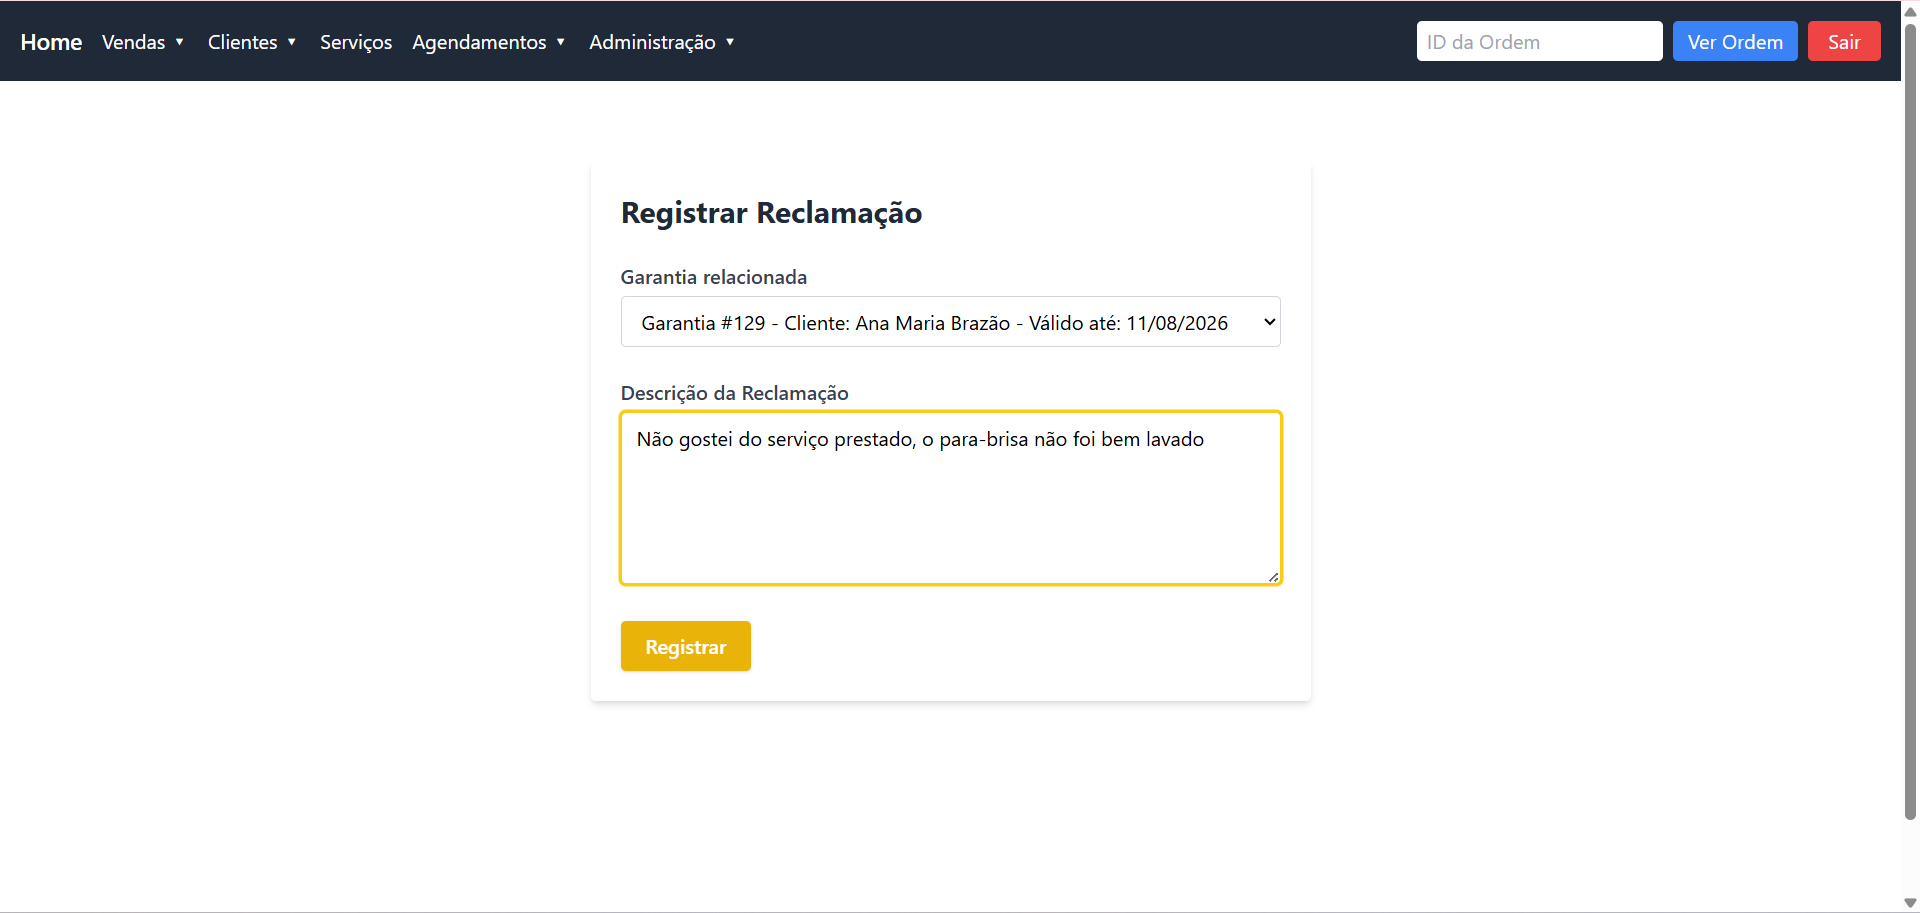 Home Vendas ▼ Clientes ▼ Serviços Agendamentos ▼ Administração ▼ ID da Ordem Ver Ordem Sair
Registrar Reclamação
Garantia relacionada
Garantia #129 - Cliente: Ana Maria Brazão - Válido até: 11/08/2026
Descrição da Reclamação
Não gostei do serviço prestado, o para-brisa não foi bem lavado
Registrar